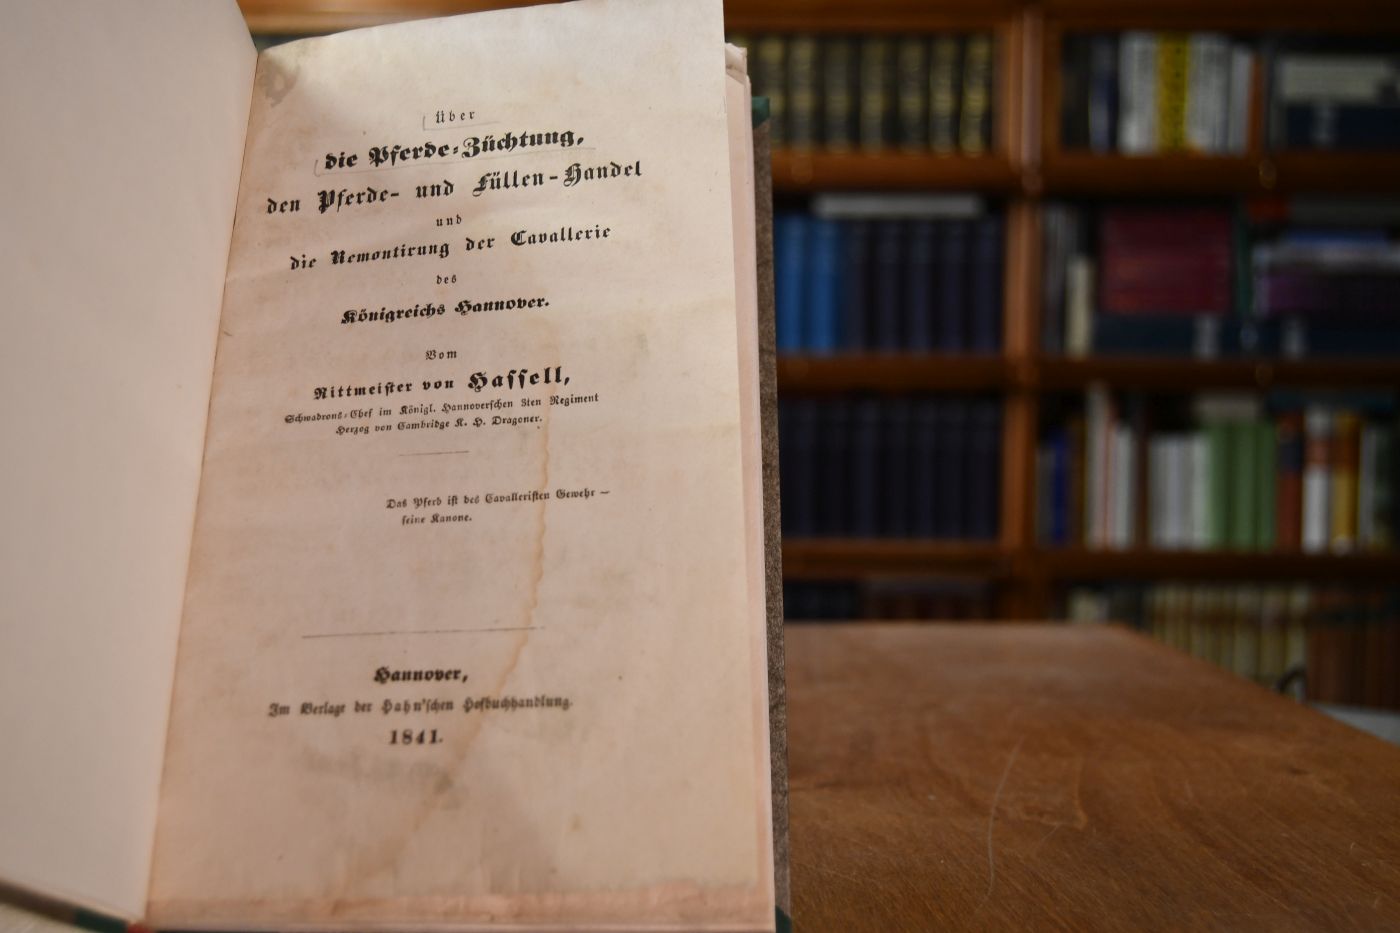 Über
die Pferde-Züchtung,
den Pferde- und Füllen-Handel
und
die Remontirung der Cavallerie
des
Königreichs Hannover.
Vom
Rittmeister von Hassell,
Schwadrons-Chef im Königl. Hannoverschen 3ten Regiment
Herzog von Cambridge K. H. Dragoner.
Das Pferd ist des Cavalleristen Gewehr —
seine Kanone.
Hannover,
Im Verlage der Hahn'schen Hofbuchhandlung.
1841.